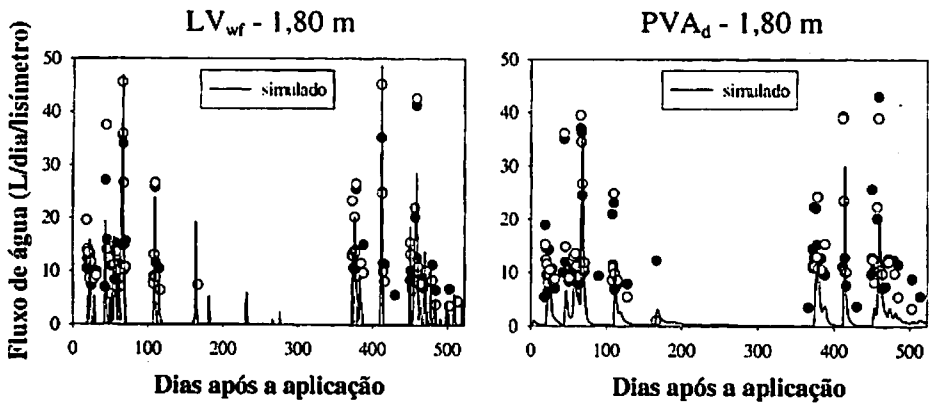 LVwf - 1,80 m
PVAd - 1,80 m
Fluxo de água (L/dia/lisímetro)
50
40
30
20
10
0
simulado
0 100 200 300 400 500
Dias após a aplicação
50
40
30
20
10
0
simulado
0 100 200 300 400 500
Dias após a aplicação